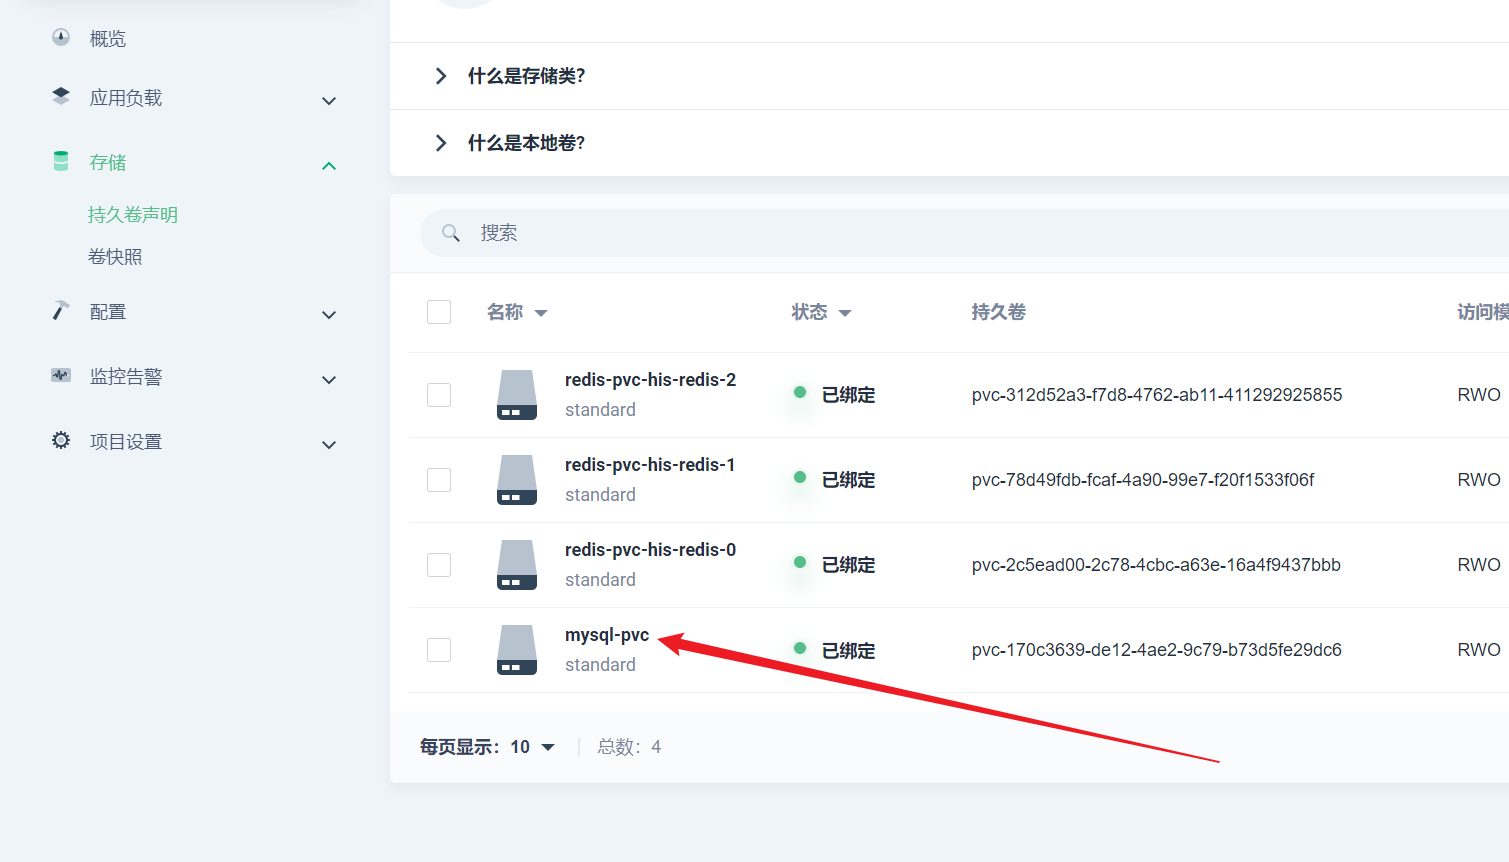 概览
应用负载
存储
持久卷声明
卷快照
配置
监控告警
项目设置
什么是存储类?
什么是本地卷?
搜索
名称 状态 持久卷 访问模
redis-pvc-his-redis-2
standard
已绑定 pvc-312d52a3-f7d8-4762-ab11-411292925855 RWO
redis-pvc-his-redis-1
standard
已绑定 pvc-78d49fdb-fcaf-4a90-99e7-f20f1533f06f RWO
redis-pvc-his-redis-0
standard
已绑定 pvc-2c5ead00-2c78-4cbc-a63e-16a4f9437bbb RWO
mysql-pvc
standard
已绑定 pvc-170c3639-de12-4ae2-9c79-b73d5fe29dc6 RWO
每页显示：10 总数：4